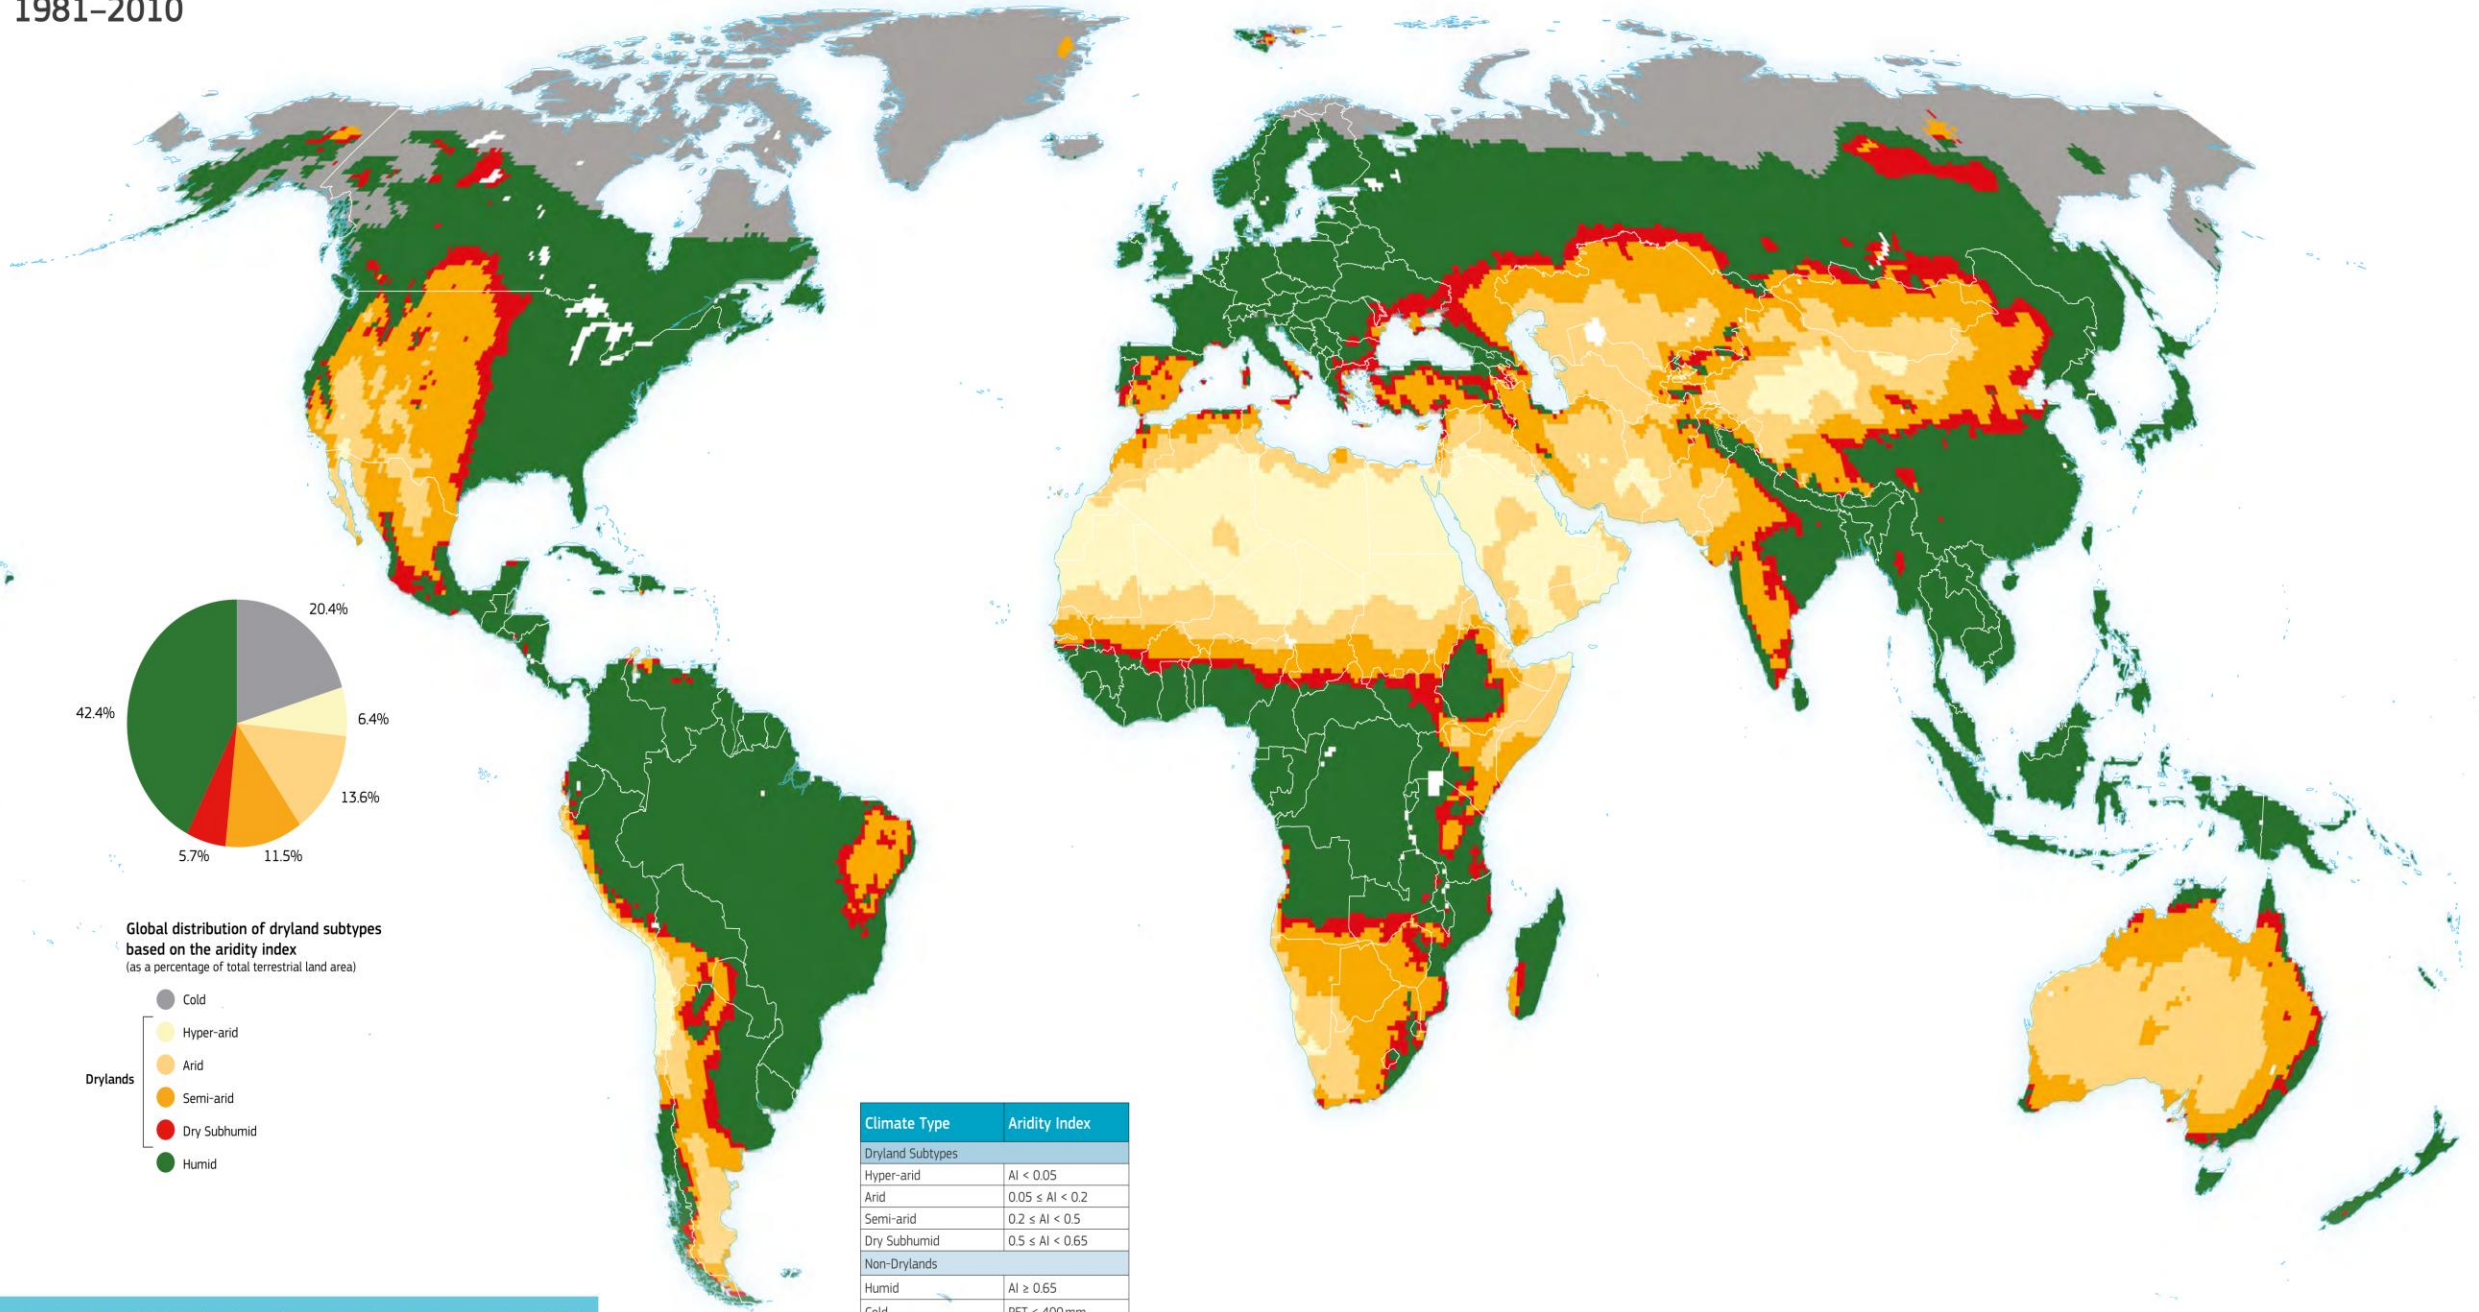 1981–2010
20.4%
42.4%
6.4%
13.6%
5.7%
11.5%
Global distribution of dryland subtypes
based on the aridity index
(as a percentage of total terrestrial land area)
Cold
Hyper-arid
Arid
Drylands
Semi-arid
Dry Subhumid
Humid
Climate Type Aridity Index
Dryland Subtypes
Hyper-arid AI < 0.05
Arid 0.05 ≤ AI < 0.2
Semi-arid 0.2 ≤ AI < 0.5
Dry Subhumid 0.5 ≤ AI < 0.65
Non-Drylands
Humid AI ≥ 0.65
Cold PET < 400 mm